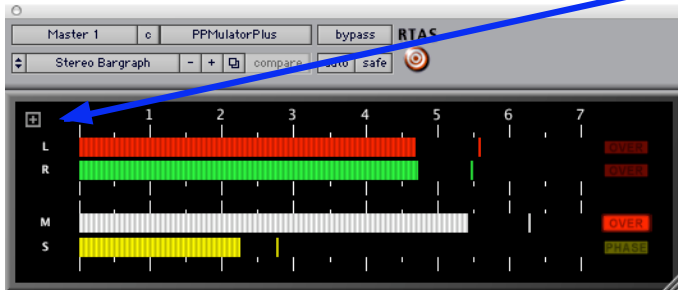 Master 1 c PPMulatorPlus bypass RTAS
Stereo Bargraph - + compare auto safe
1 2 3 4 5 6 7
L OVER
R OVER
M OVER
S PHASE